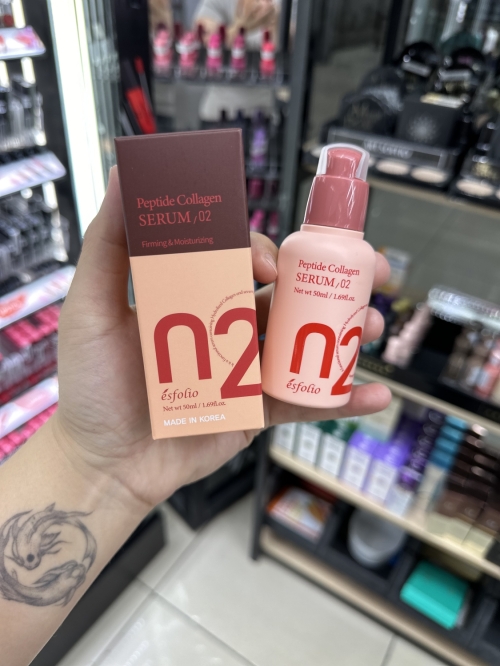 Peptide Collagen
SERUM /02
Firming & Moisturizing
n2
ésfolio
Net wt 50ml / 1.69fl.oz.
MADE IN KOREA
Peptide Collagen
SERUM /02
Net wt 50ml / 1.69fl.oz.
n2
ésfolio